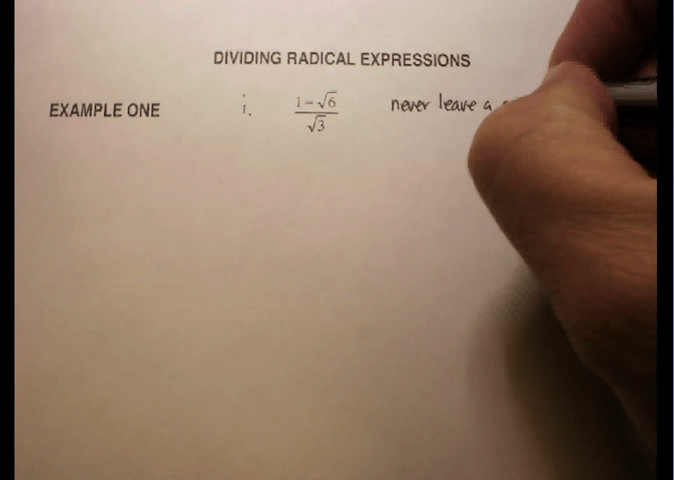 DIVIDING RADICAL EXPRESSIONS
EXAMPLE ONE i. (1-√6)/√3 never leave a